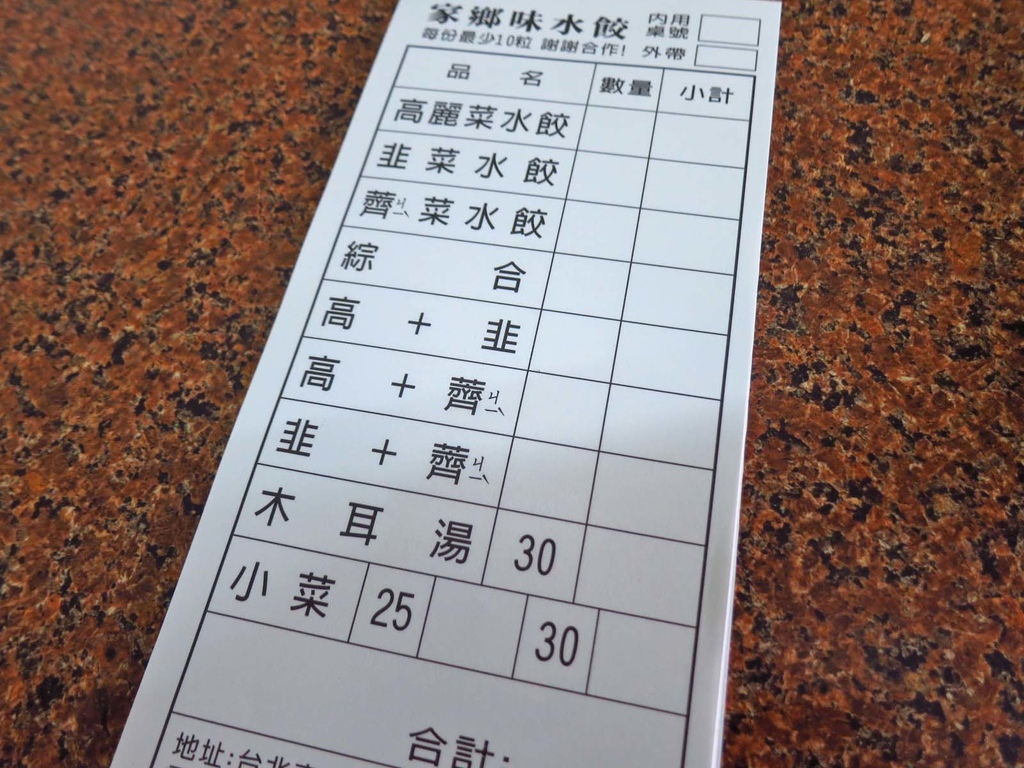 家鄉味水餃 內用桌號
每份最少10粒 謝謝合作! 外帶
品名 數量 小計
高麗菜水餃
韭菜水餃
薺ㄐㄧˋ菜水餃
綜合
高+韭
高+薺ㄐㄧˋ
韭+薺ㄐㄧˋ
木耳湯 30
小菜 25 30
合計:
地址:台北